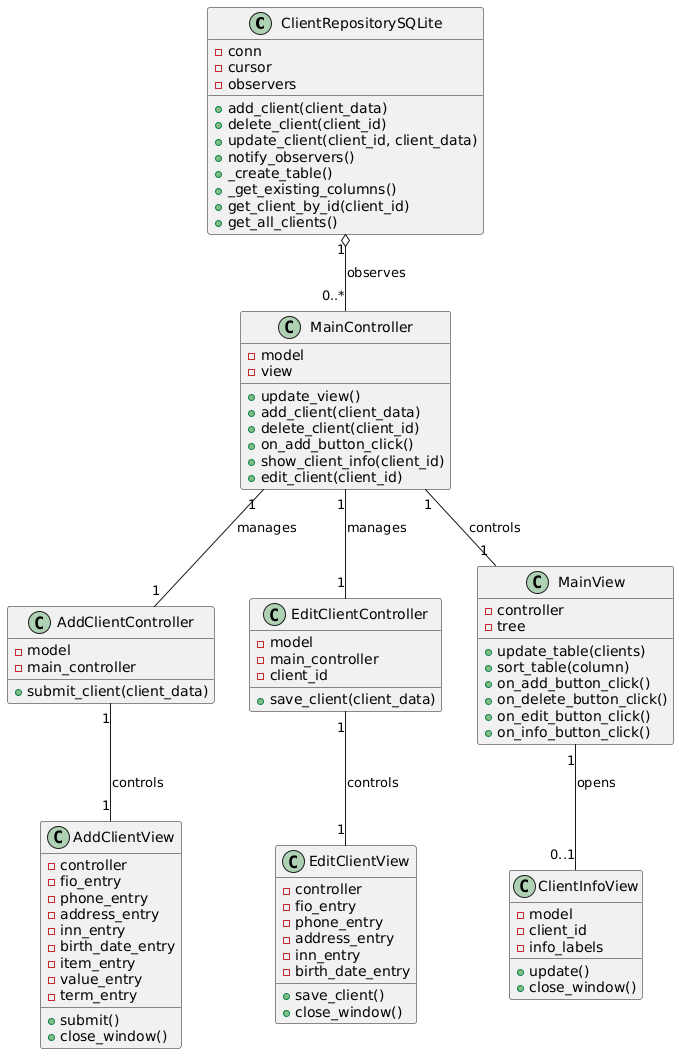 C ClientRepositorySQLite
conn
cursor
observers
add_client(client_data)
delete_client(client_id)
update_client(client_id, client_data)
notify_observers()
_create_table()
_get_existing_columns()
get_client_by_id(client_id)
get_all_clients()
1
observes
0..*
C MainController
model
view
update_view()
add_client(client_data)
delete_client(client_id)
on_add_button_click()
show_client_info(client_id)
edit_client(client_id)
1
manages
1
1
manages
1
1
controls
1
C AddClientController
model
main_controller
submit_client(client_data)
C EditClientController
model
main_controller
client_id
save_client(client_data)
C MainView
controller
tree
update_table(clients)
sort_table(column)
on_add_button_click()
on_delete_button_click()
on_edit_button_click()
on_info_button_click()
1
controls
1
1
controls
1
1
opens
0..1
C AddClientView
controller
fio_entry
phone_entry
address_entry
inn_entry
birth_date_entry
item_entry
value_entry
term_entry
submit()
close_window()
C EditClientView
controller
fio_entry
phone_entry
address_entry
inn_entry
birth_date_entry
save_client()
close_window()
C ClientInfoView
model
client_id
info_labels
update()
close_window()